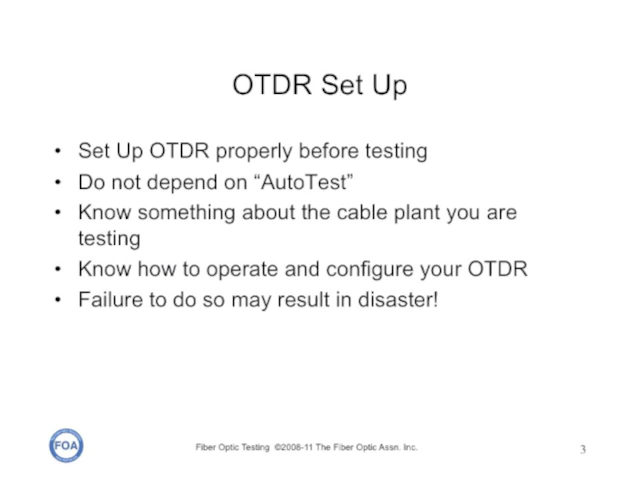 OTDR Set Up
• Set Up OTDR properly before testing
• Do not depend on “AutoTest”
• Know something about the cable plant you are
testing
• Know how to operate and configure your OTDR
• Failure to do so may result in disaster!
FOA
Fiber Optic Testing ©2008-11 The Fiber Optic Assn. Inc.
3